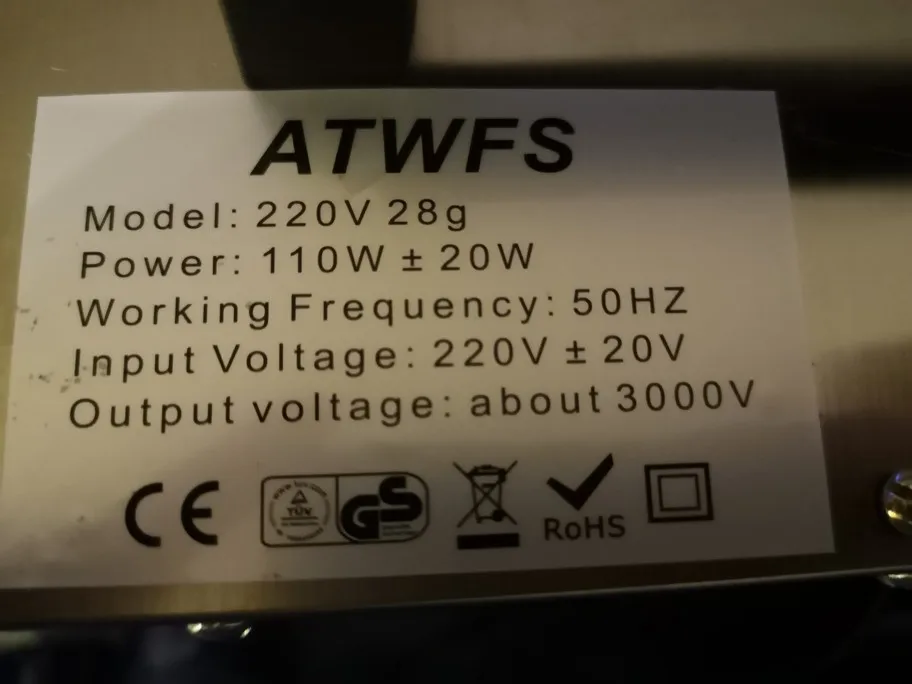 ATWFS
Model: 220V 28g
Power: 110W ± 20W
Working Frequency: 50HZ
Input Voltage: 220V ± 20V
Output voltage: about 3000V
CE
TÜV GS
RoHS